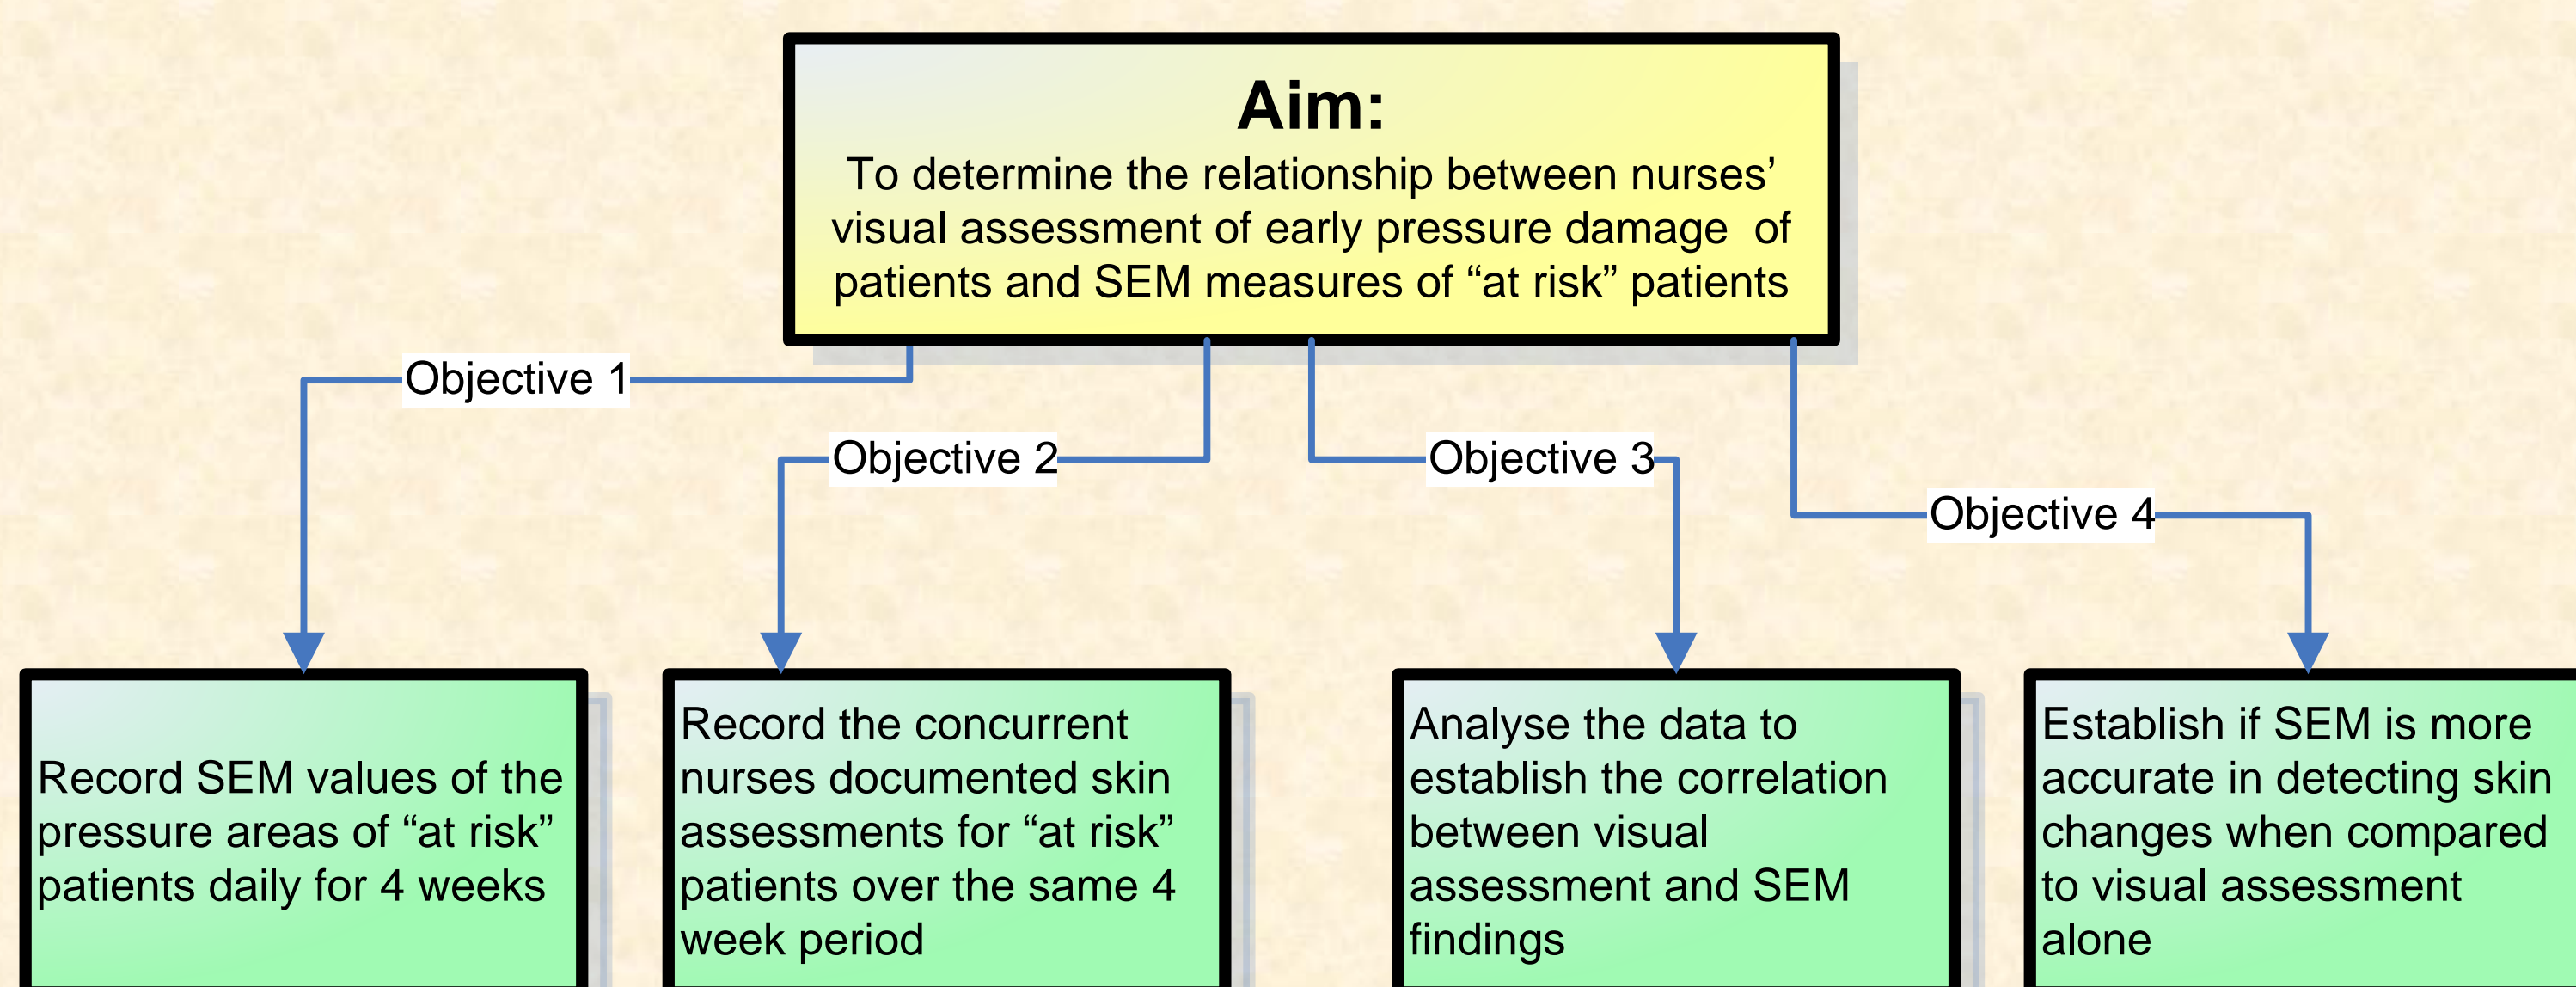 Aim:
To determine the relationship between nurses’
visual assessment of early pressure damage  of
patients and SEM measures of “at risk” patients
Objective 1
Objective 2
Objective 3
Objective 4
Record SEM values of the
pressure areas of “at risk”
patients daily for 4 weeks
Record the concurrent
nurses documented skin
assessments for “at risk”
patients over the same 4
week period
Analyse the data to
establish the correlation
between visual
assessment and SEM
findings
Establish if SEM is more
accurate in detecting skin
changes when compared
to visual assessment
alone